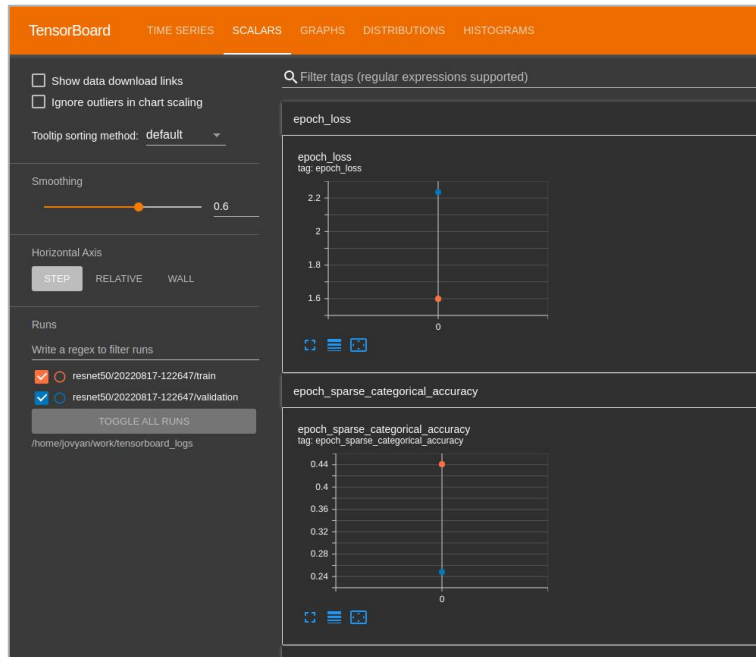 TensorBoard TIME SERIES SCALARS GRAPHS DISTRIBUTIONS HISTOGRAMS
Show data download links
Ignore outliers in chart scaling
Tooltip sorting method: default
Smoothing
0.6
Horizontal Axis
STEP RELATIVE WALL
Runs
Write a regex to filter runs
resnet50/20220817-122647/train
resnet50/20220817-122647/validation
TOGGLE ALL RUNS
/home/jovyan/work/tensorboard_logs
Filter tags (regular expressions supported)
epoch_loss
epoch_loss
tag: epoch_loss
2.2
2
1.8
1.6
0
epoch_sparse_categorical_accuracy
epoch_sparse_categorical_accuracy
tag: epoch_sparse_categorical_accuracy
0.44
0.4
0.36
0.32
0.28
0.24
0